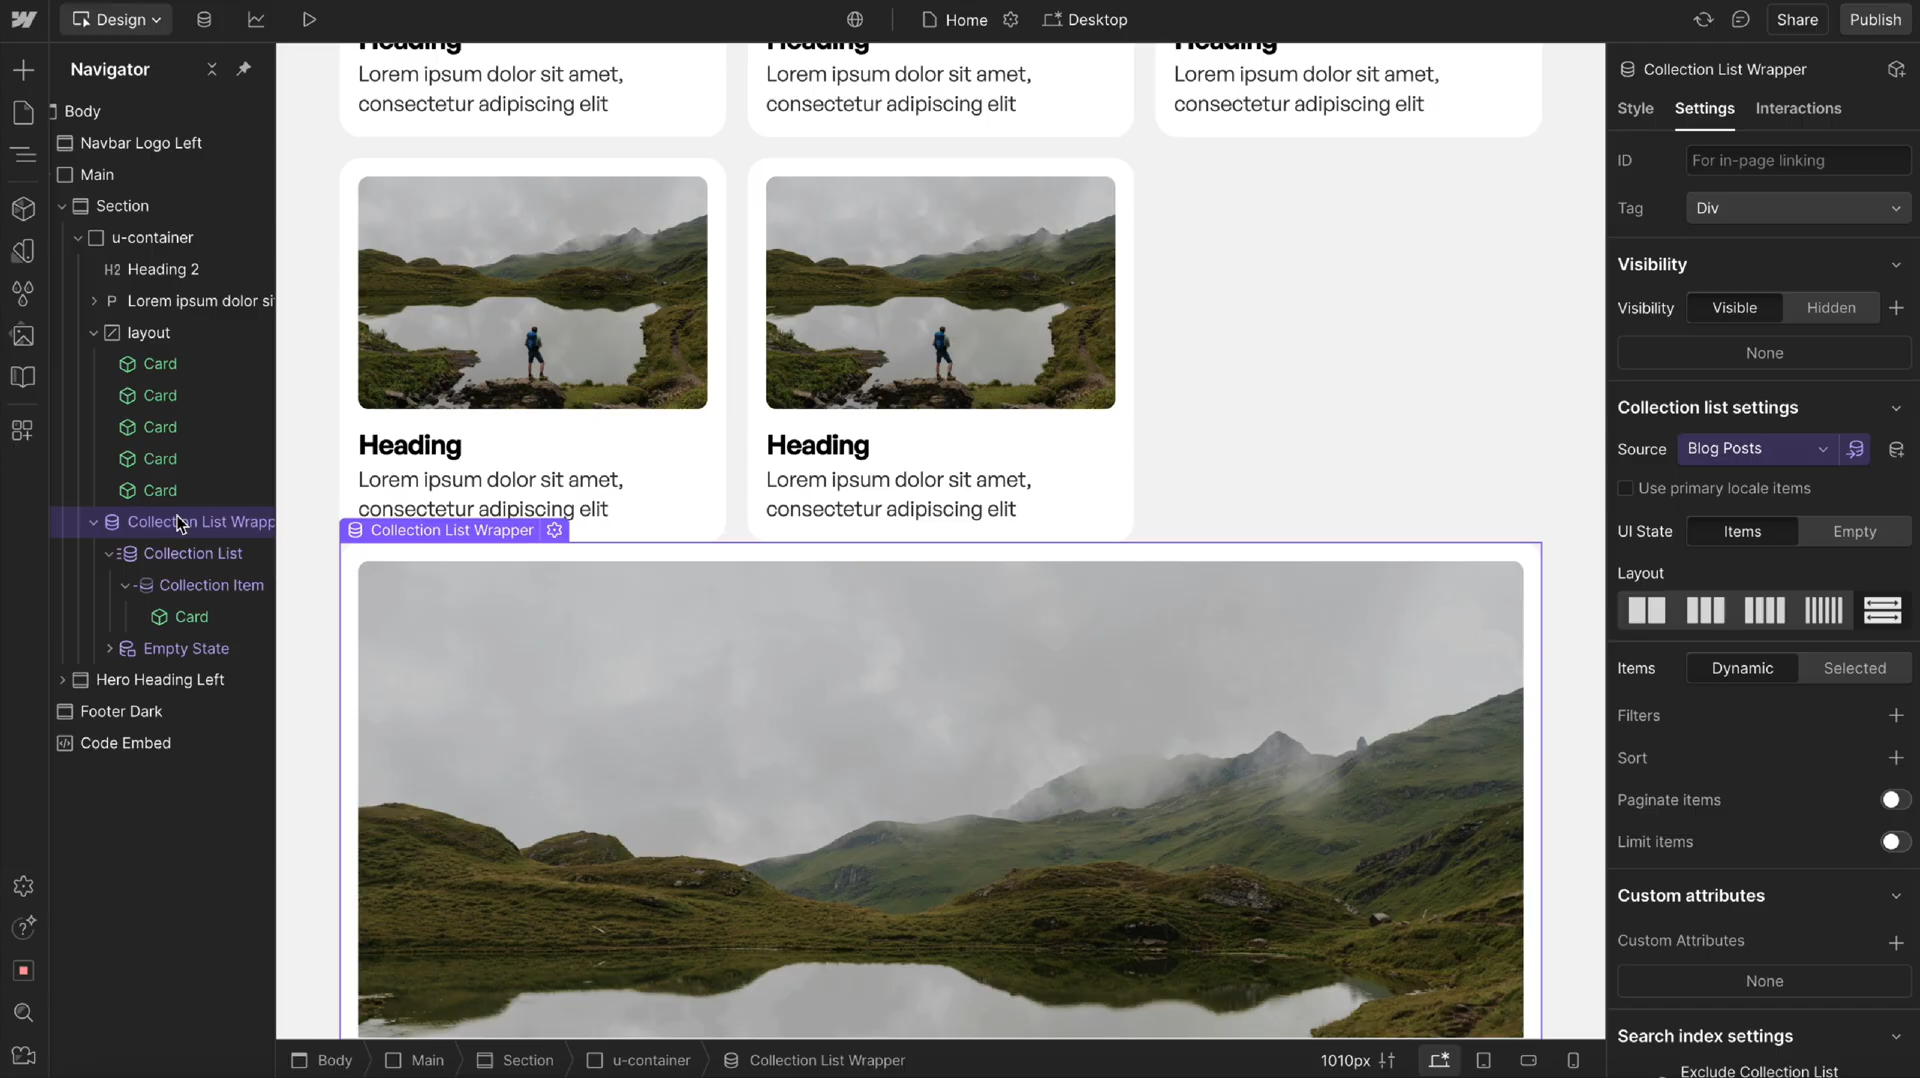 Design
Home
Desktop
Share
Publish
Navigator
Body
Navbar Logo Left
Main
Section
u-container
H2 Heading 2
P Lorem ipsum dolor si
layout
Card
Card
Card
Card
Card
Collection List Wrapp
Collection List
Collection Item
Card
Empty State
Hero Heading Left
Footer Dark
Code Embed
Heading
Heading
Heading
Lorem ipsum dolor sit amet,
consectetur adipiscing elit
Lorem ipsum dolor sit amet,
consectetur adipiscing elit
Lorem ipsum dolor sit amet,
consectetur adipiscing elit
Heading
Lorem ipsum dolor sit amet,
consectetur adipiscing elit
Heading
Lorem ipsum dolor sit amet,
consectetur adipiscing elit
Collection List Wrapper
Body
Main
Section
u-container
Collection List Wrapper
1010px
Collection List Wrapper
Style Settings Interactions
ID For in-page linking
Tag Div
Visibility
Visibility Visible Hidden
None
Collection list settings
Source Blog Posts
Use primary locale items
UI State Items Empty
Layout
Items Dynamic Selected
Filters
Sort
Paginate items
Limit items
Custom attributes
Custom Attributes
None
Search index settings
Exclude Collection List